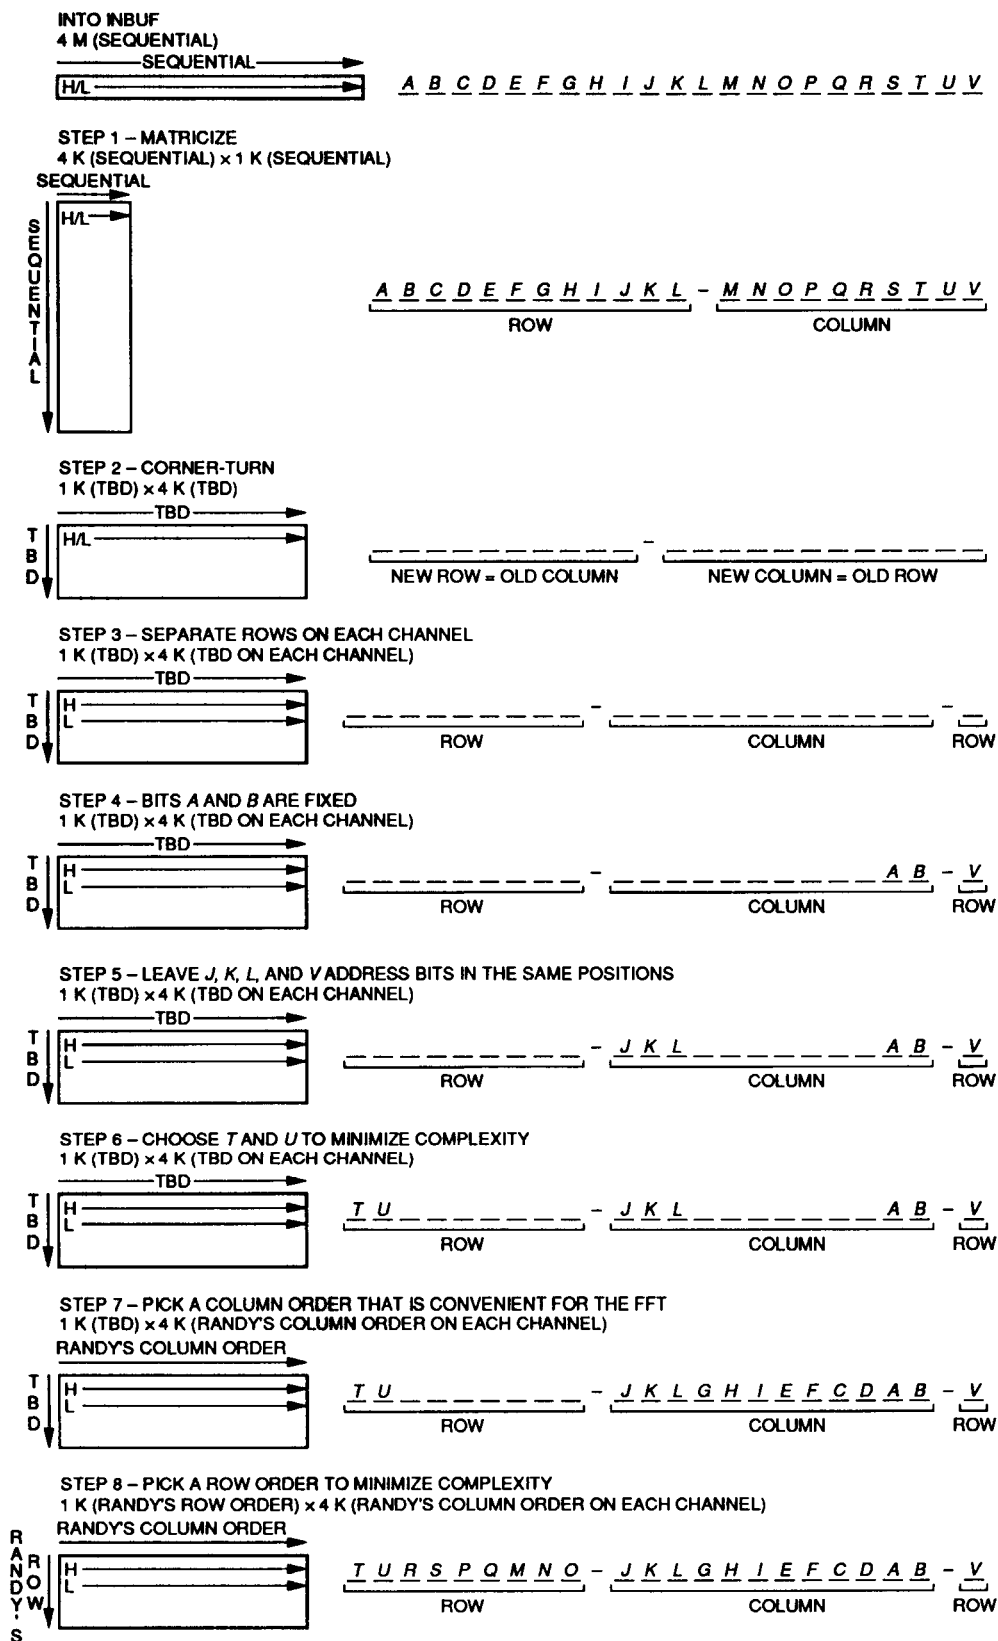 INTO INBUF
4 M (SEQUENTIAL)
SEQUENTIAL
H/L
A B C D E F G H I J K L M N O P Q R S T U V
STEP 1 – MATRICIZE
4 K (SEQUENTIAL) × 1 K (SEQUENTIAL)
SEQUENTIAL
SEQUENTIAL
H/L
A B C D E F G H I J K L – M N O P Q R S T U V
ROW COLUMN
STEP 2 – CORNER-TURN
1 K (TBD) × 4 K (TBD)
TBD
TBD
H/L
–
NEW ROW = OLD COLUMN NEW COLUMN = OLD ROW
STEP 3 – SEPARATE ROWS ON EACH CHANNEL
1 K (TBD) × 4 K (TBD ON EACH CHANNEL)
TBD
TBD
H
L
– –
ROW COLUMN ROW
STEP 4 – BITS A AND B ARE FIXED
1 K (TBD) × 4 K (TBD ON EACH CHANNEL)
TBD
TBD
H
L
– A B – V
ROW COLUMN ROW
STEP 5 – LEAVE J, K, L, AND V ADDRESS BITS IN THE SAME POSITIONS
1 K (TBD) × 4 K (TBD ON EACH CHANNEL)
TBD
TBD
H
L
– J K L A B – V
ROW COLUMN ROW
STEP 6 – CHOOSE T AND U TO MINIMIZE COMPLEXITY
1 K (TBD) × 4 K (TBD ON EACH CHANNEL)
TBD
TBD
H
L
T U – J K L A B – V
ROW COLUMN ROW
STEP 7 – PICK A COLUMN ORDER THAT IS CONVENIENT FOR THE FFT
1 K (TBD) × 4 K (RANDY'S COLUMN ORDER ON EACH CHANNEL)
RANDY'S COLUMN ORDER
TBD
H
L
T U – J K L G H I E F C D A B – V
ROW COLUMN ROW
STEP 8 – PICK A ROW ORDER TO MINIMIZE COMPLEXITY
1 K (RANDY'S ROW ORDER) × 4 K (RANDY'S COLUMN ORDER ON EACH CHANNEL)
RANDY'S COLUMN ORDER
RANDY'S
ROW
H
L
T U R S P Q M N O – J K L G H I E F C D A B – V
ROW COLUMN ROW